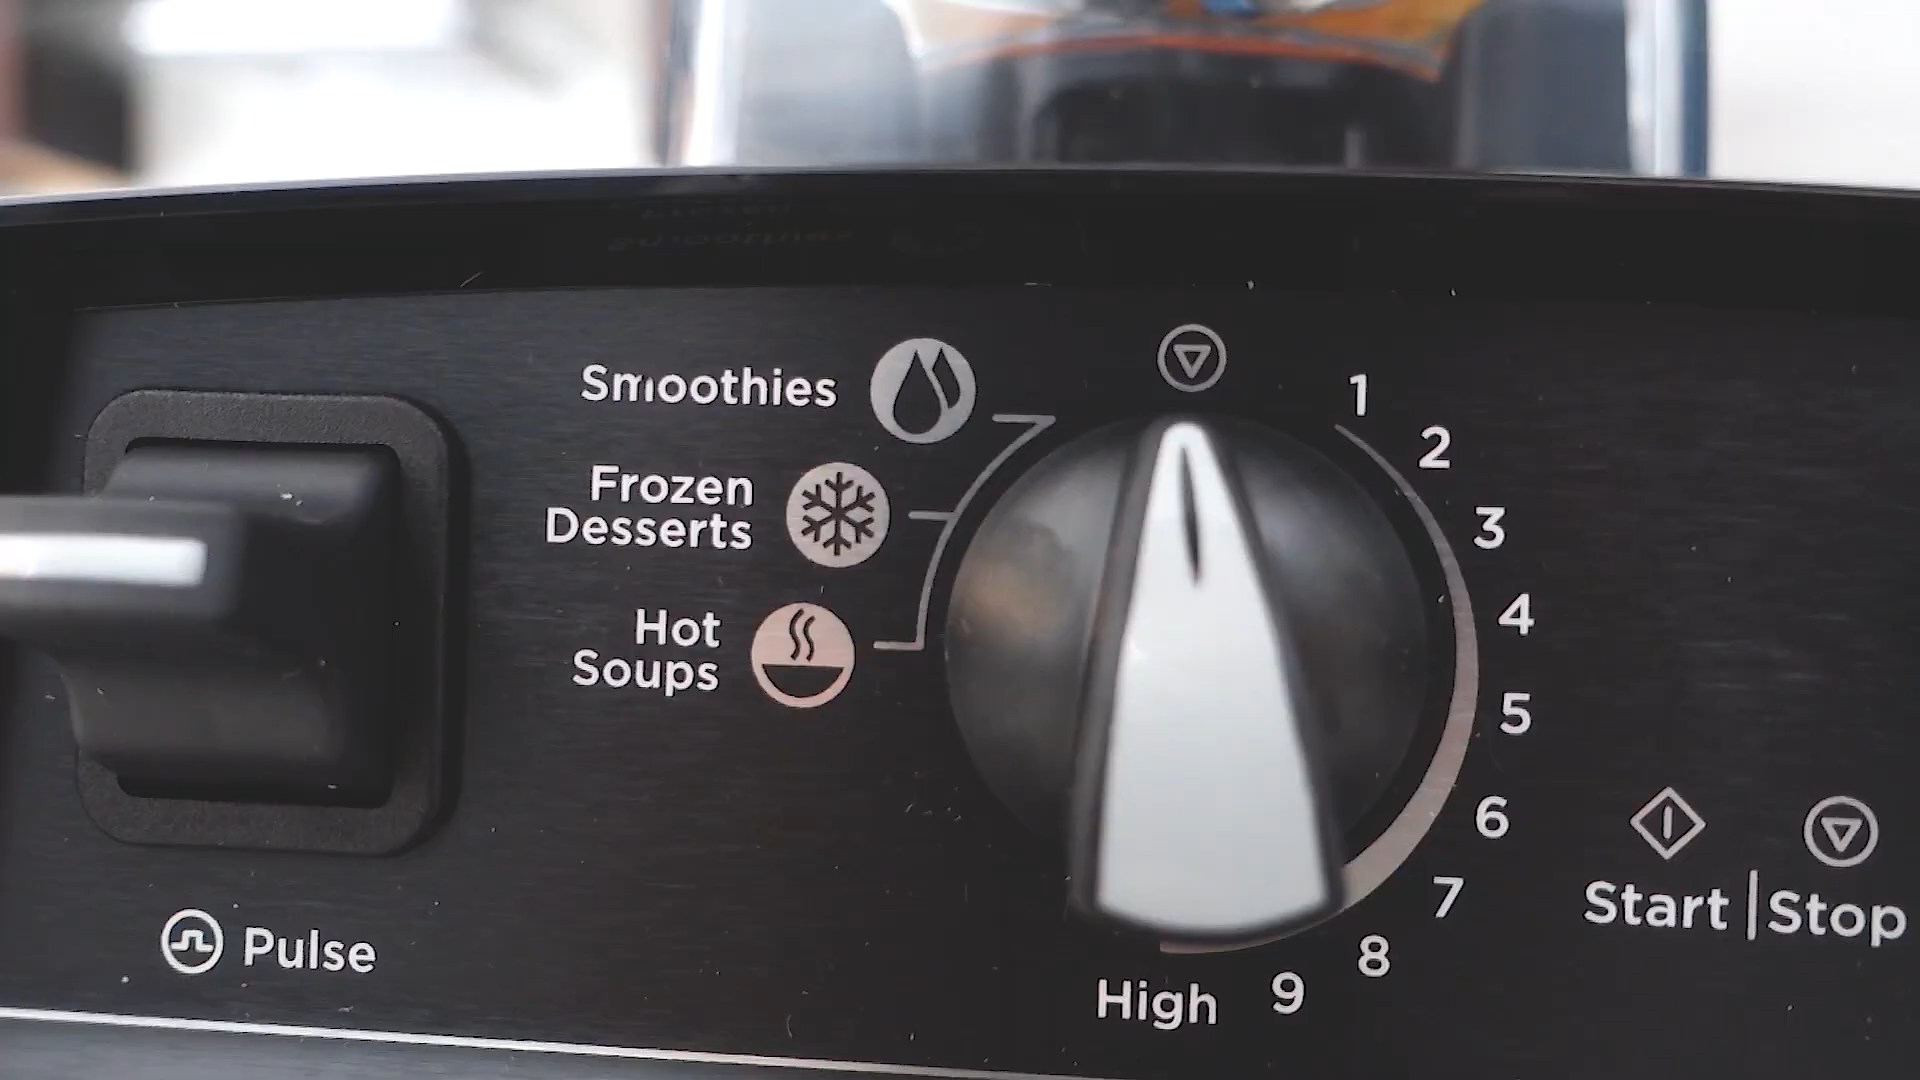 Smoothies
Frozen
Desserts
Hot
Soups
1
2
3
4
5
6
7
8
9
High
Pulse
Start | Stop